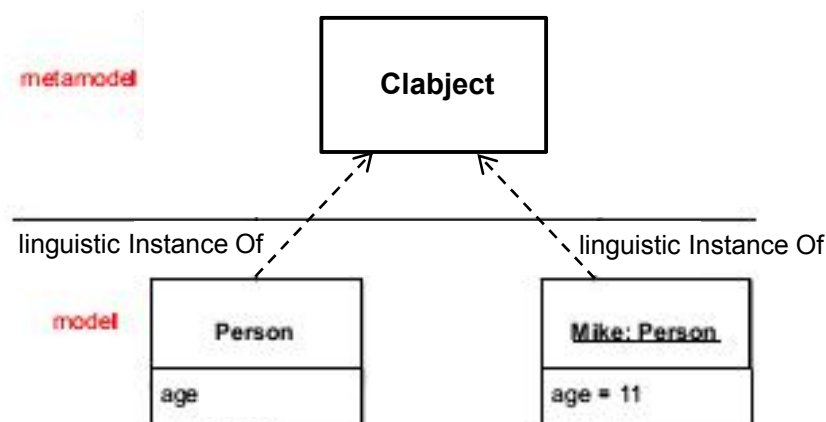 metamodel
Clabject
linguistic Instance Of
linguistic Instance Of
model
Person
Mike: Person
age
age = 11